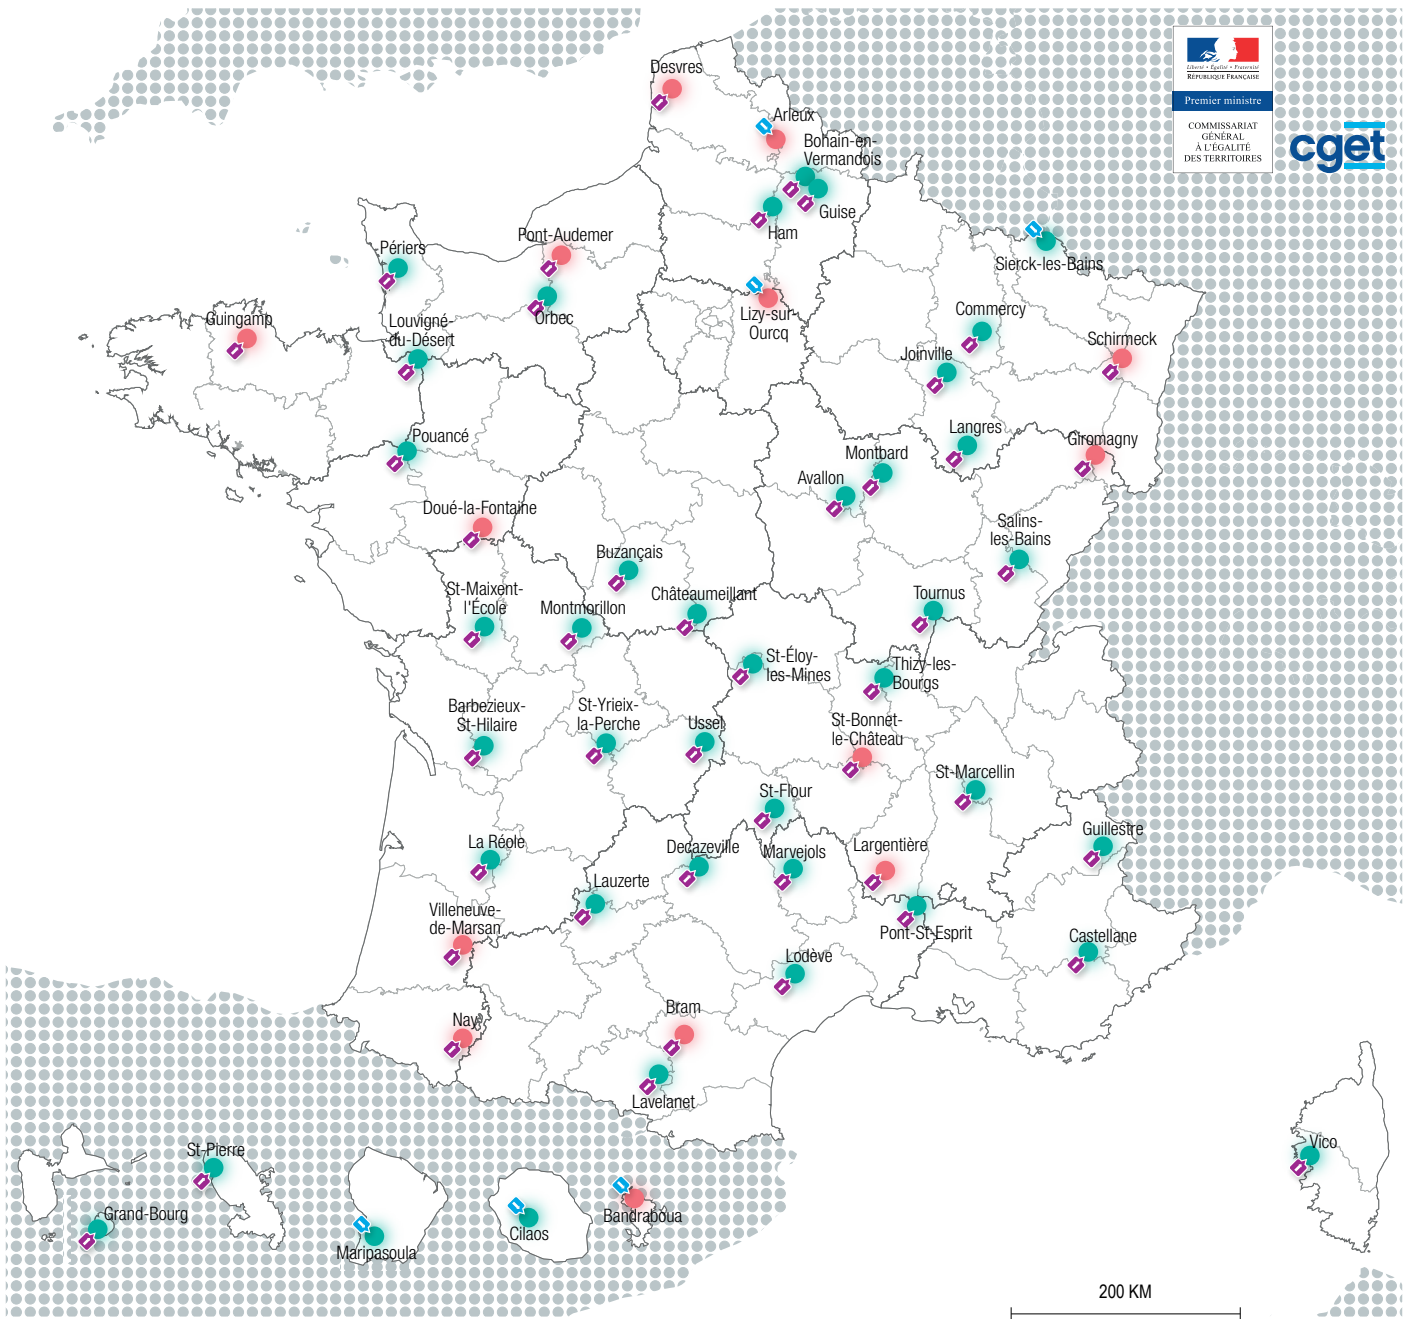 Desvres
Arleux
Bohain-en-
Vermandois
Guise
Ham
Liberté • Égalité • Fraternité
RÉPUBLIQUE FRANÇAISE
Premier ministre
COMMISSARIAT
GÉNÉRAL
À L'ÉGALITÉ
DES TERRITOIRES
cget
Périers
Pont-Audemer
Orbec
Sierck-les-Bains
Lizy-sur-
Ourcq
Guingamp
Louvigné-
du-Désert
Commercy
Joinville
Schirmeck
Pouancé
Langres
Giromagny
Montbard
Avallon
Doué-la-Fontaine
Salins-
les-Bains
Buzançais
St-Maixent-
l'École
Montmorillon
Châteaumeillant
Tournus
St-Éloy-
les-Mines
Thizy-les-
Bourgs
Barbezieux-
St-Hilaire
St-Yrieix-
la-Perche
Ussel
St-Bonnet-
le-Château
St-Marcellin
St-Flour
La Réole
Decazeville
Marvejols
Largentière
Guillestre
Lauzerte
Villeneuve-
de-Marsan
Pont-St-Esprit
Castellane
Lodève
Nay
Bram
Lavelanet
Vico
St-Pierre
Grand-Bourg
Maripasoula
Cilaos
Bandraboua
200 KM